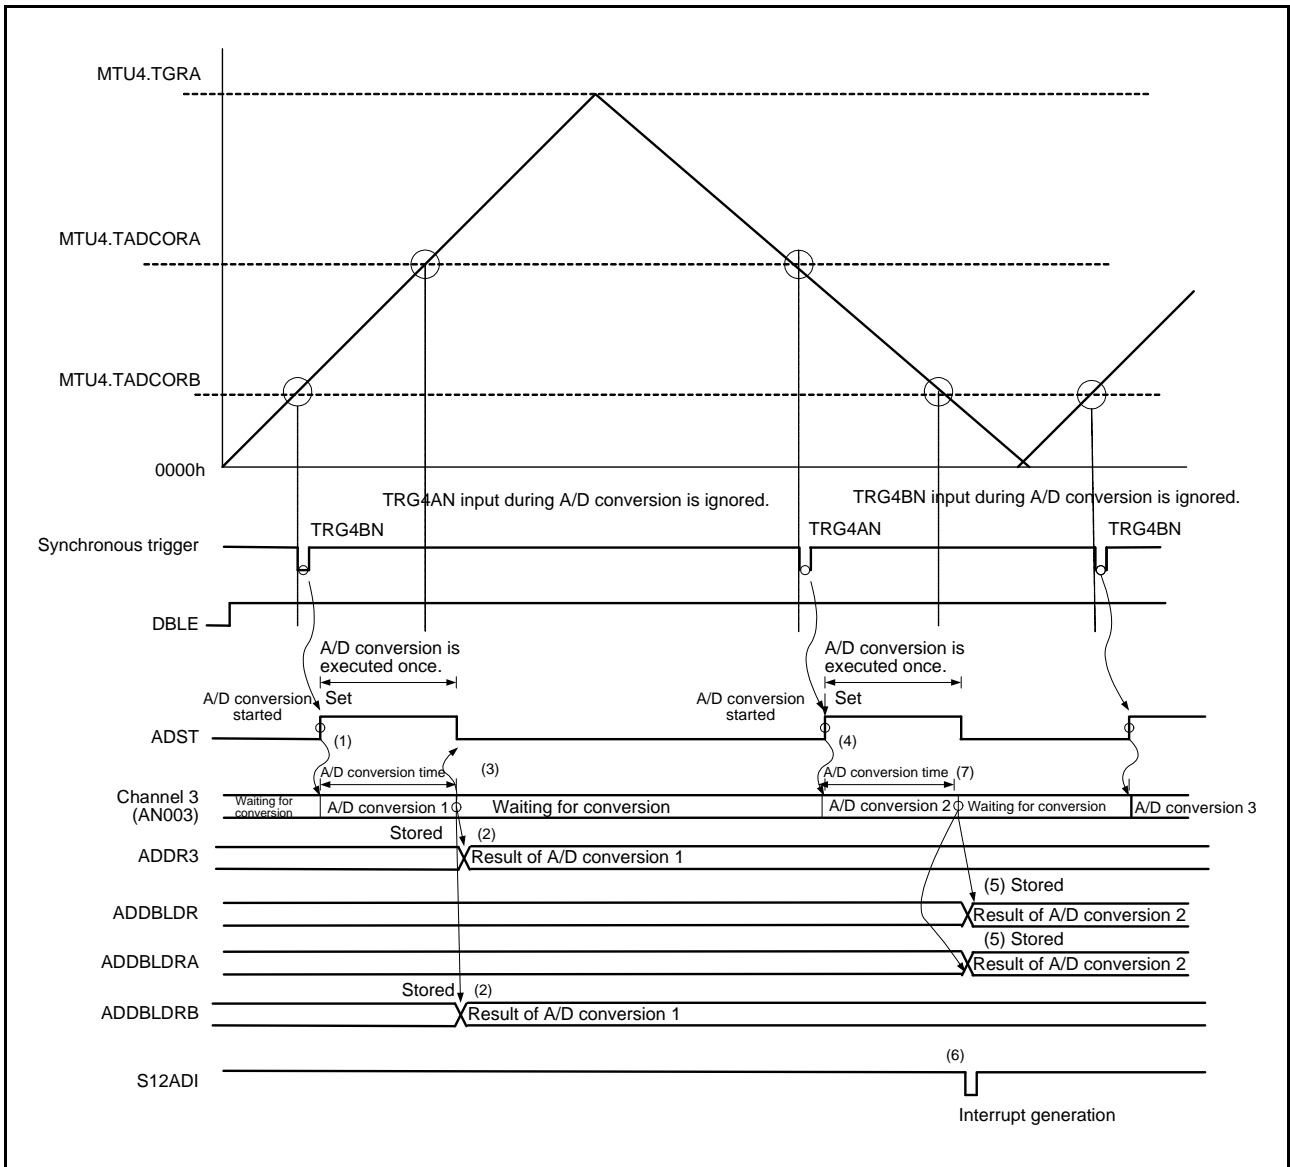 MTU4.TGRA
MTU4.TADCORA
MTU4.TADCORB
0000h
TRG4AN input during A/D conversion is ignored.
TRG4BN input during A/D conversion is ignored.
TRG4BN
TRG4AN
TRG4BN
Synchronous trigger
DBLE
A/D conversion is
executed once.
A/D conversion is
executed once.
A/D conversion
started
Set
A/D conversion
started
Set
ADST
(1)
(4)
A/D conversion time
(3)
A/D conversion time
(7)
Channel 3
(AN003)
Waiting for
conversion
A/D conversion 1
Waiting for conversion
A/D conversion 2
Waiting for conversion
A/D conversion 3
Stored
(2)
ADDR3
Result of A/D conversion 1
(5) Stored
ADDBLDR
Result of A/D conversion 2
(5) Stored
ADDBLDRA
Result of A/D conversion 2
Stored
(2)
ADDBLDRB
Result of A/D conversion 1
(6)
S12ADI
Interrupt generation